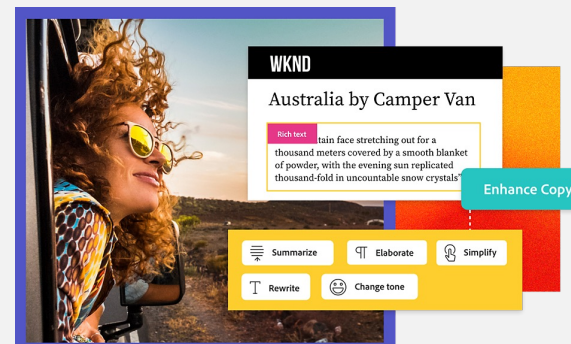 WKND
Australia by Camper Van
Rich text
tain face stretching out for a
thousand meters covered by a smooth blanket
of powder, with the evening sun replicated
thousand-fold in uncountable snow crystals"
Enhance Copy
Summarize
Elaborate
Simplify
Rewrite
Change tone